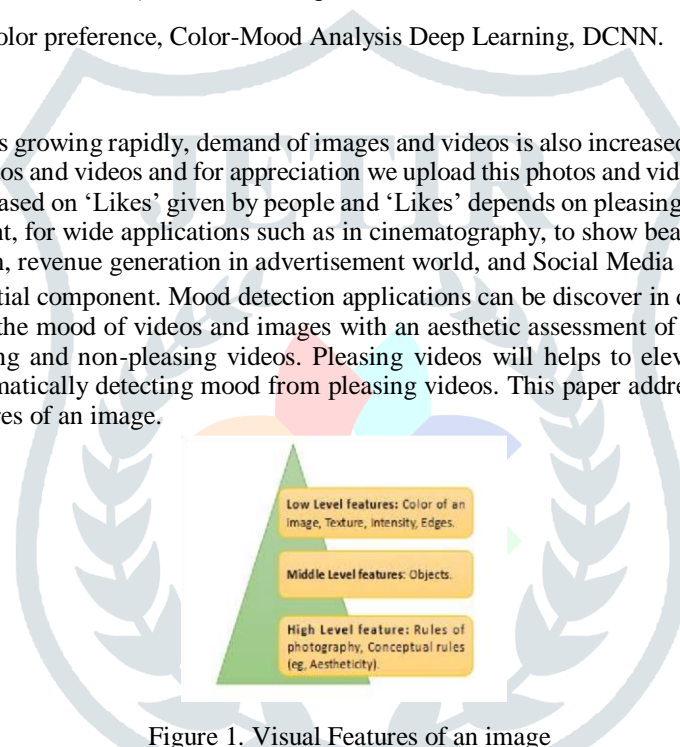 olor preference, Color-Mood Analysis Deep Learning, DCNN.
JETIR
s growing rapidly, demand of images and videos is also increased
os and videos and for appreciation we upload this photos and vid
ased on ‘Likes’ given by people and ‘Likes’ depends on pleasing
nt, for wide applications such as in cinematography, to show bea
n, revenue generation in advertisement world, and Social Media
tial component. Mood detection applications can be discover in
the mood of videos and images with an aesthetic assessment of
ng and non-pleasing videos. Pleasing videos will helps to elev
matically detecting mood from pleasing videos. This paper addre
res of an image.
Low Level features: Color of an
Image, Texture, Intensity, Edges.
Middle Level features: Objects.
High Level feature: Rules of
photography, Conceptual rules
(eg, Aestheticity).
Figure 1. Visual Features of an image